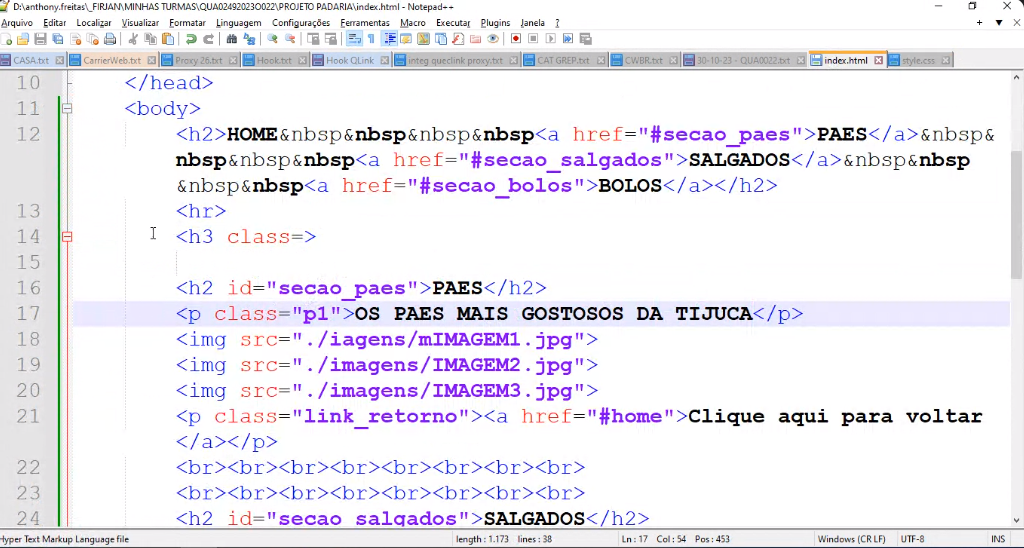 D:\anthony.freitas\_FIRJAN\MINHAS TURMAS\QUA02492023O022\PROJETO PADARIA\index.html - Notepad++
Arquivo Editar Localizar Visualizar Formatar Linguagem Configurações Ferramentas Macro Executar Plugins Janela ?
CASA.txt CarrierWeb.txt Proxy 26.txt Hook.txt Hook QLink integ queclink proxy.txt CAT GREP.txt CWBR.txt 30-10-23 - QUA0022.txt index.html style.css
10 </head>
11 <body>
12 <h2>HOME&nbsp&nbsp&nbsp&nbsp<a href="#secao_paes">PAES</a>&nbsp&
nbsp&nbsp&nbsp<a href="#secao_salgados">SALGADOS</a>&nbsp&nbsp
&nbsp&nbsp<a href="#secao_bolos">BOLOS</a></h2>
13 <hr>
14 <h3 class=>
15
16 <h2 id="secao_paes">PAES</h2>
17 <p class="p1">OS PAES MAIS GOSTOSOS DA TIJUCA</p>
18 <img src="./iagens/mIMAGEM1.jpg">
19 <img src="./imagens/IMAGEM2.jpg">
20 <img src="./imagens/IMAGEM3.jpg">
21 <p class="link_retorno"><a href="#home">Clique aqui para voltar
</a></p>
22 <br><br><br><br><br><br><br><br>
23 <br><br><br><br><br><br><br><br>
24 <h2 id="secao_salgados">SALGADOS</h2>
Hyper Text Markup Language file length : 1.173 lines : 38 Ln : 17 Col : 54 Pos : 453 Windows (CR LF) UTF-8 INS